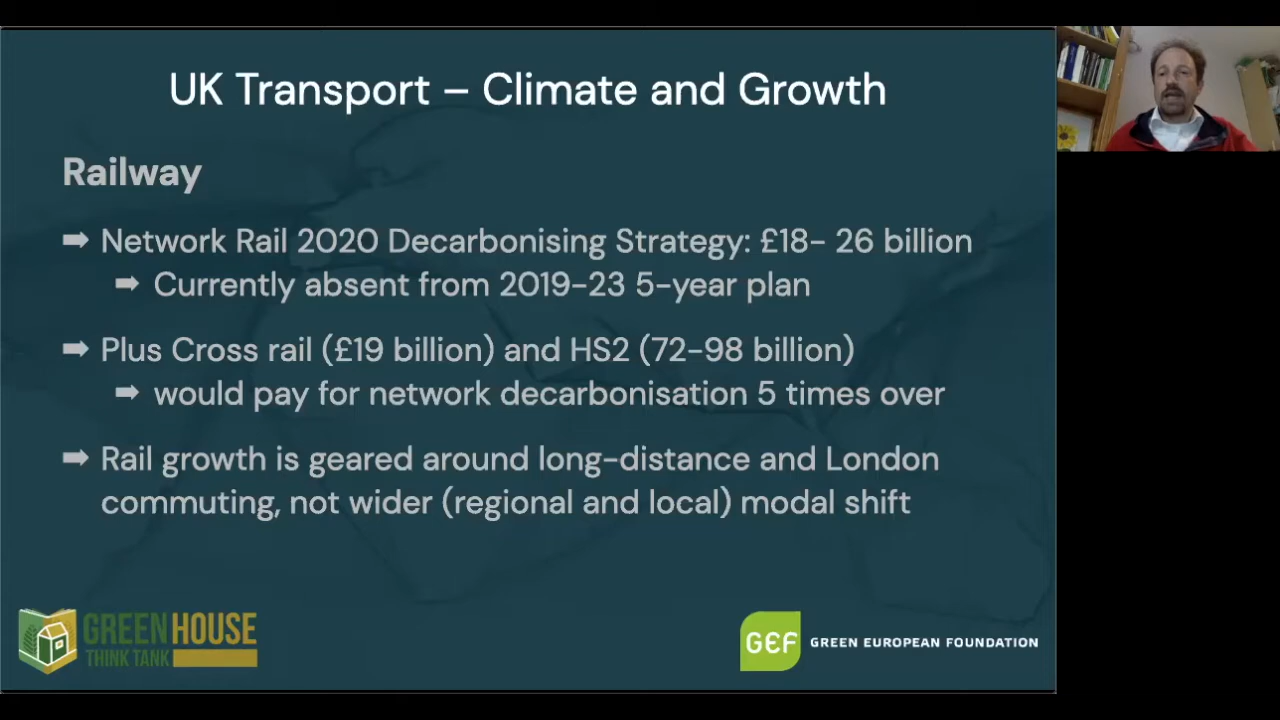 UK Transport – Climate and Growth
Railway
➡ Network Rail 2020 Decarbonising Strategy: £18– 26 billion
➡ Currently absent from 2019–23 5-year plan
➡ Plus Cross rail (£19 billion) and HS2 (72–98 billion)
➡ would pay for network decarbonisation 5 times over
➡ Rail growth is geared around long-distance and London
commuting, not wider (regional and local) modal shift
GREEN HOUSE
THINK TANK
GEF GREEN EUROPEAN FOUNDATION